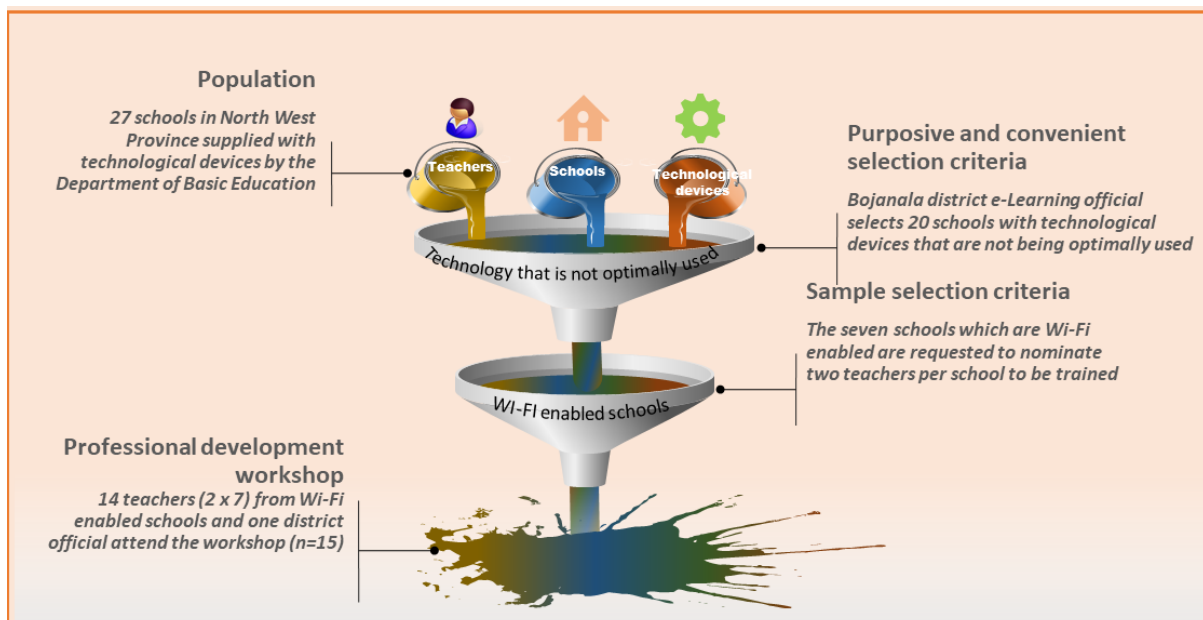 Population
27 schools in North West
Province supplied with
technological devices by the
Department of Basic Education
Teachers
Schools
Technological
devices
Purposive and convenient
selection criteria
Bojanala district e-Learning official
selects 20 schools with technological
devices that are not being optimally used
Technology that is not optimally used
Sample selection criteria
The seven schools which are Wi-Fi
enabled are requested to nominate
two teachers per school to be trained
WI-FI enabled schools
Professional development
workshop
14 teachers (2 x 7) from Wi-Fi
enabled schools and one district
official attend the workshop (n=15)